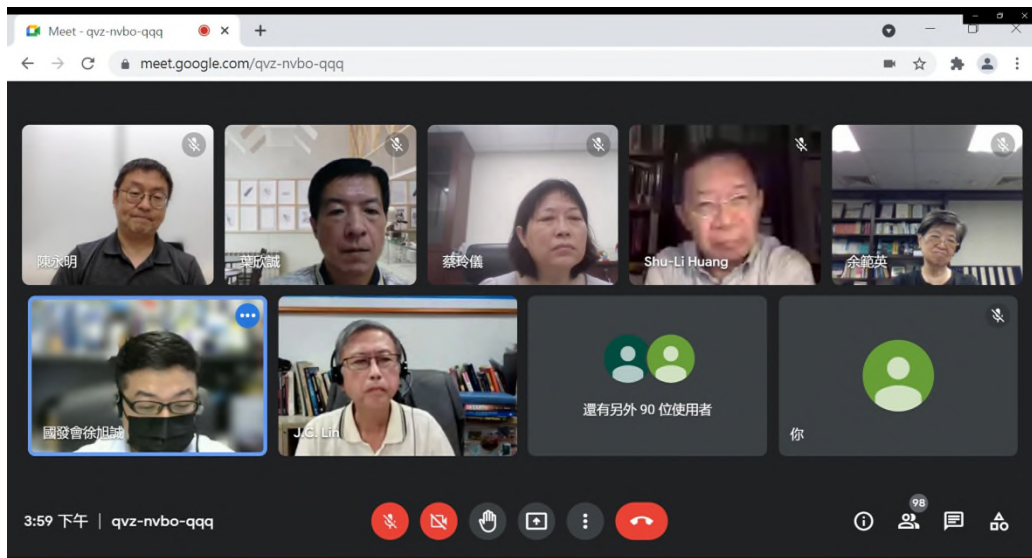 Meet - qvz-nvbo-qqq
meet.google.com/qvz-nvbo-qqq
陳永明
葉欣誠
蔡玲儀
Shu-Li Huang
余範英
國發會徐旭誠
J.C. Lin
還有另外 90 位使用者
你
3:59 下午 | qvz-nvbo-qqq
98